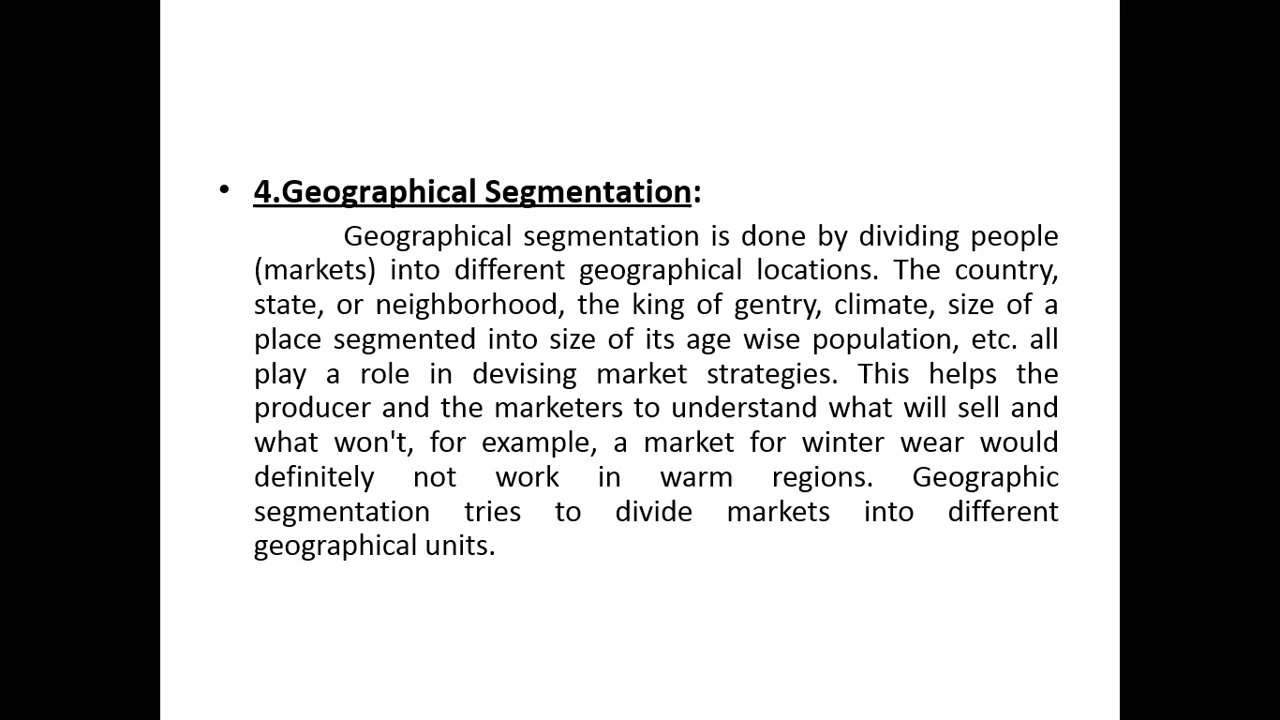 • 4.Geographical Segmentation:
Geographical segmentation is done by dividing people
(markets) into different geographical locations. The country,
state, or neighborhood, the king of gentry, climate, size of a
place segmented into size of its age wise population, etc. all
play a role in devising market strategies. This helps the
producer and the marketers to understand what will sell and
what won't, for example, a market for winter wear would
definitely not work in warm regions. Geographic
segmentation tries to divide markets into different
geographical units.